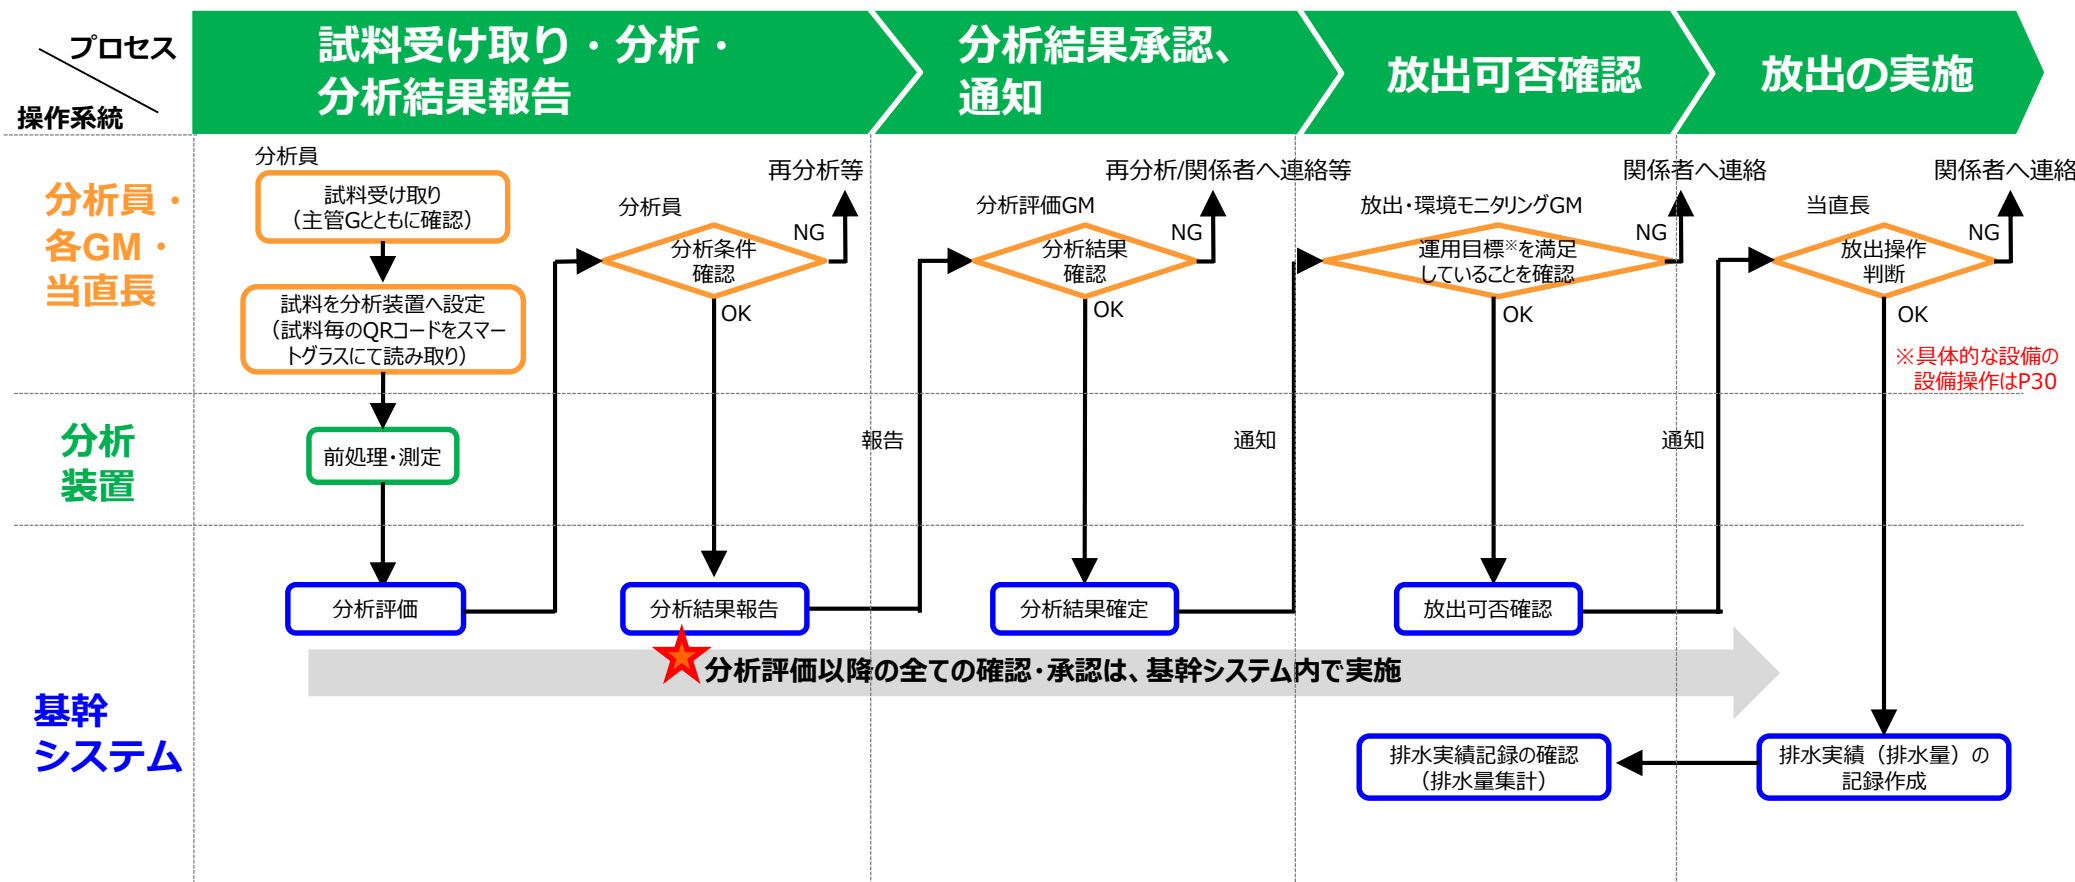 プロセス
操作系統
試料受け取り・分析・
分析結果報告
分析結果承認、
通知
放出可否確認
放出の実施
分析員・
各GM・
当直長
分析員
試料受け取り
（主管Gとともに確認）
試料を分析装置へ設定
（試料毎のQRコードをスマー
トグラスにて読み取り）
分析員
分析条件
確認
NG
再分析等
OK
分析評価GM
分析結果
確認
NG
再分析/関係者へ連絡等
OK
放出・環境モニタリングGM
運用目標※を満足
していることを確認
NG
関係者へ連絡
OK
当直長
放出操作
判断
NG
関係者へ連絡
OK
※具体的な設備の
設備操作はP30
分析
装置
前処理・測定
報告
通知
通知
基幹
システム
分析評価
分析結果報告
分析結果確定
放出可否確認
分析評価以降の全ての確認・承認は、基幹システム内で実施
排水実績記録の確認
（排水量集計）
排水実績（排水量）の
記録作成